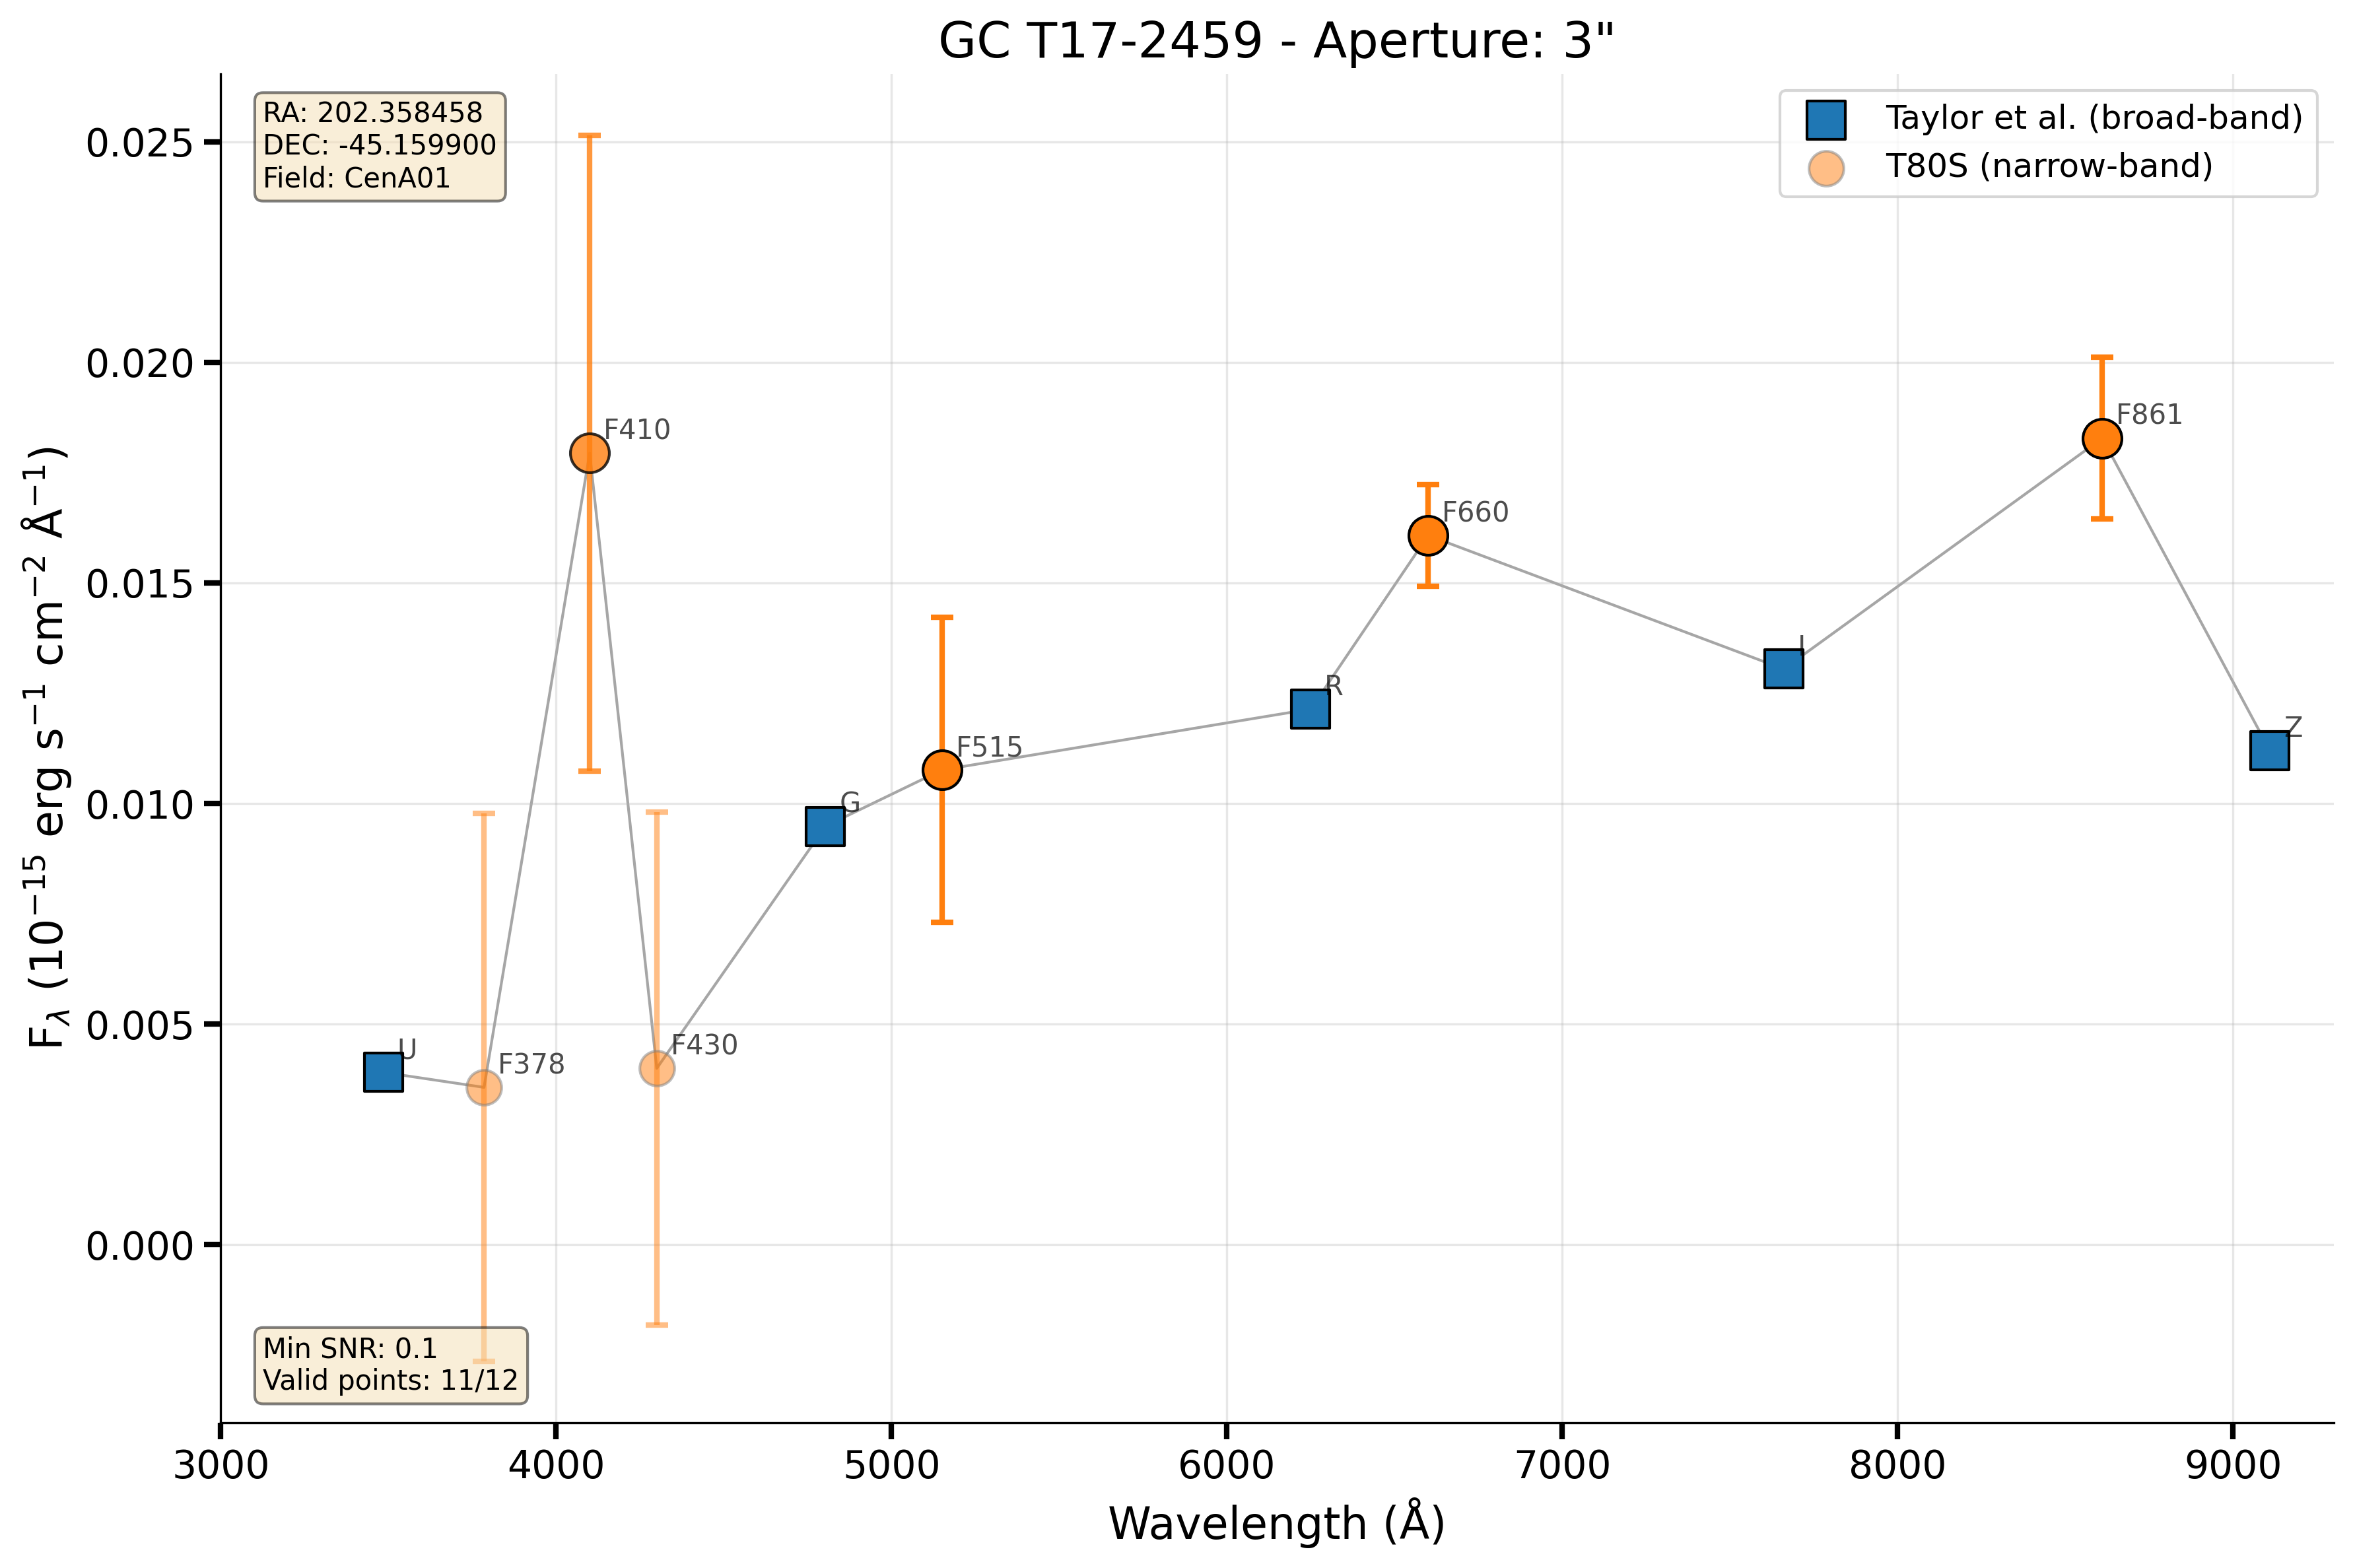 GC T17-2459 - Aperture: 3"
RA: 202.358458
DEC: -45.159900
Field: CenA01
Taylor et al. (broad-band)
T80S (narrow-band)
0.025
0.020
0.015
0.010
0.005
0.000
F410
F861
F660
I
R
Z
F515
G
U
F378
F430
Min SNR: 0.1
Valid points: 11/12
3000
4000
5000
6000
7000
8000
9000
Wavelength (Å)
Fλ (10⁻¹⁵ erg s⁻¹ cm⁻² Å⁻¹)